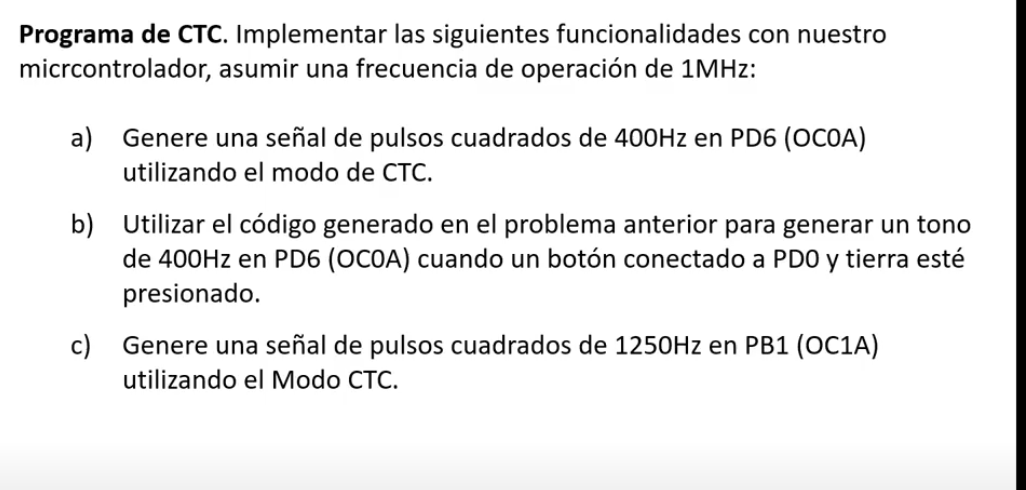 Programa de CTC. Implementar las siguientes funcionalidades con nuestro
micrcontrolador, asumir una frecuencia de operación de 1MHz:
a) Genere una señal de pulsos cuadrados de 400Hz en PD6 (OC0A)
utilizando el modo de CTC.
b) Utilizar el código generado en el problema anterior para generar un tono
de 400Hz en PD6 (OC0A) cuando un botón conectado a PD0 y tierra esté
presionado.
c) Genere una señal de pulsos cuadrados de 1250Hz en PB1 (OC1A)
utilizando el Modo CTC.